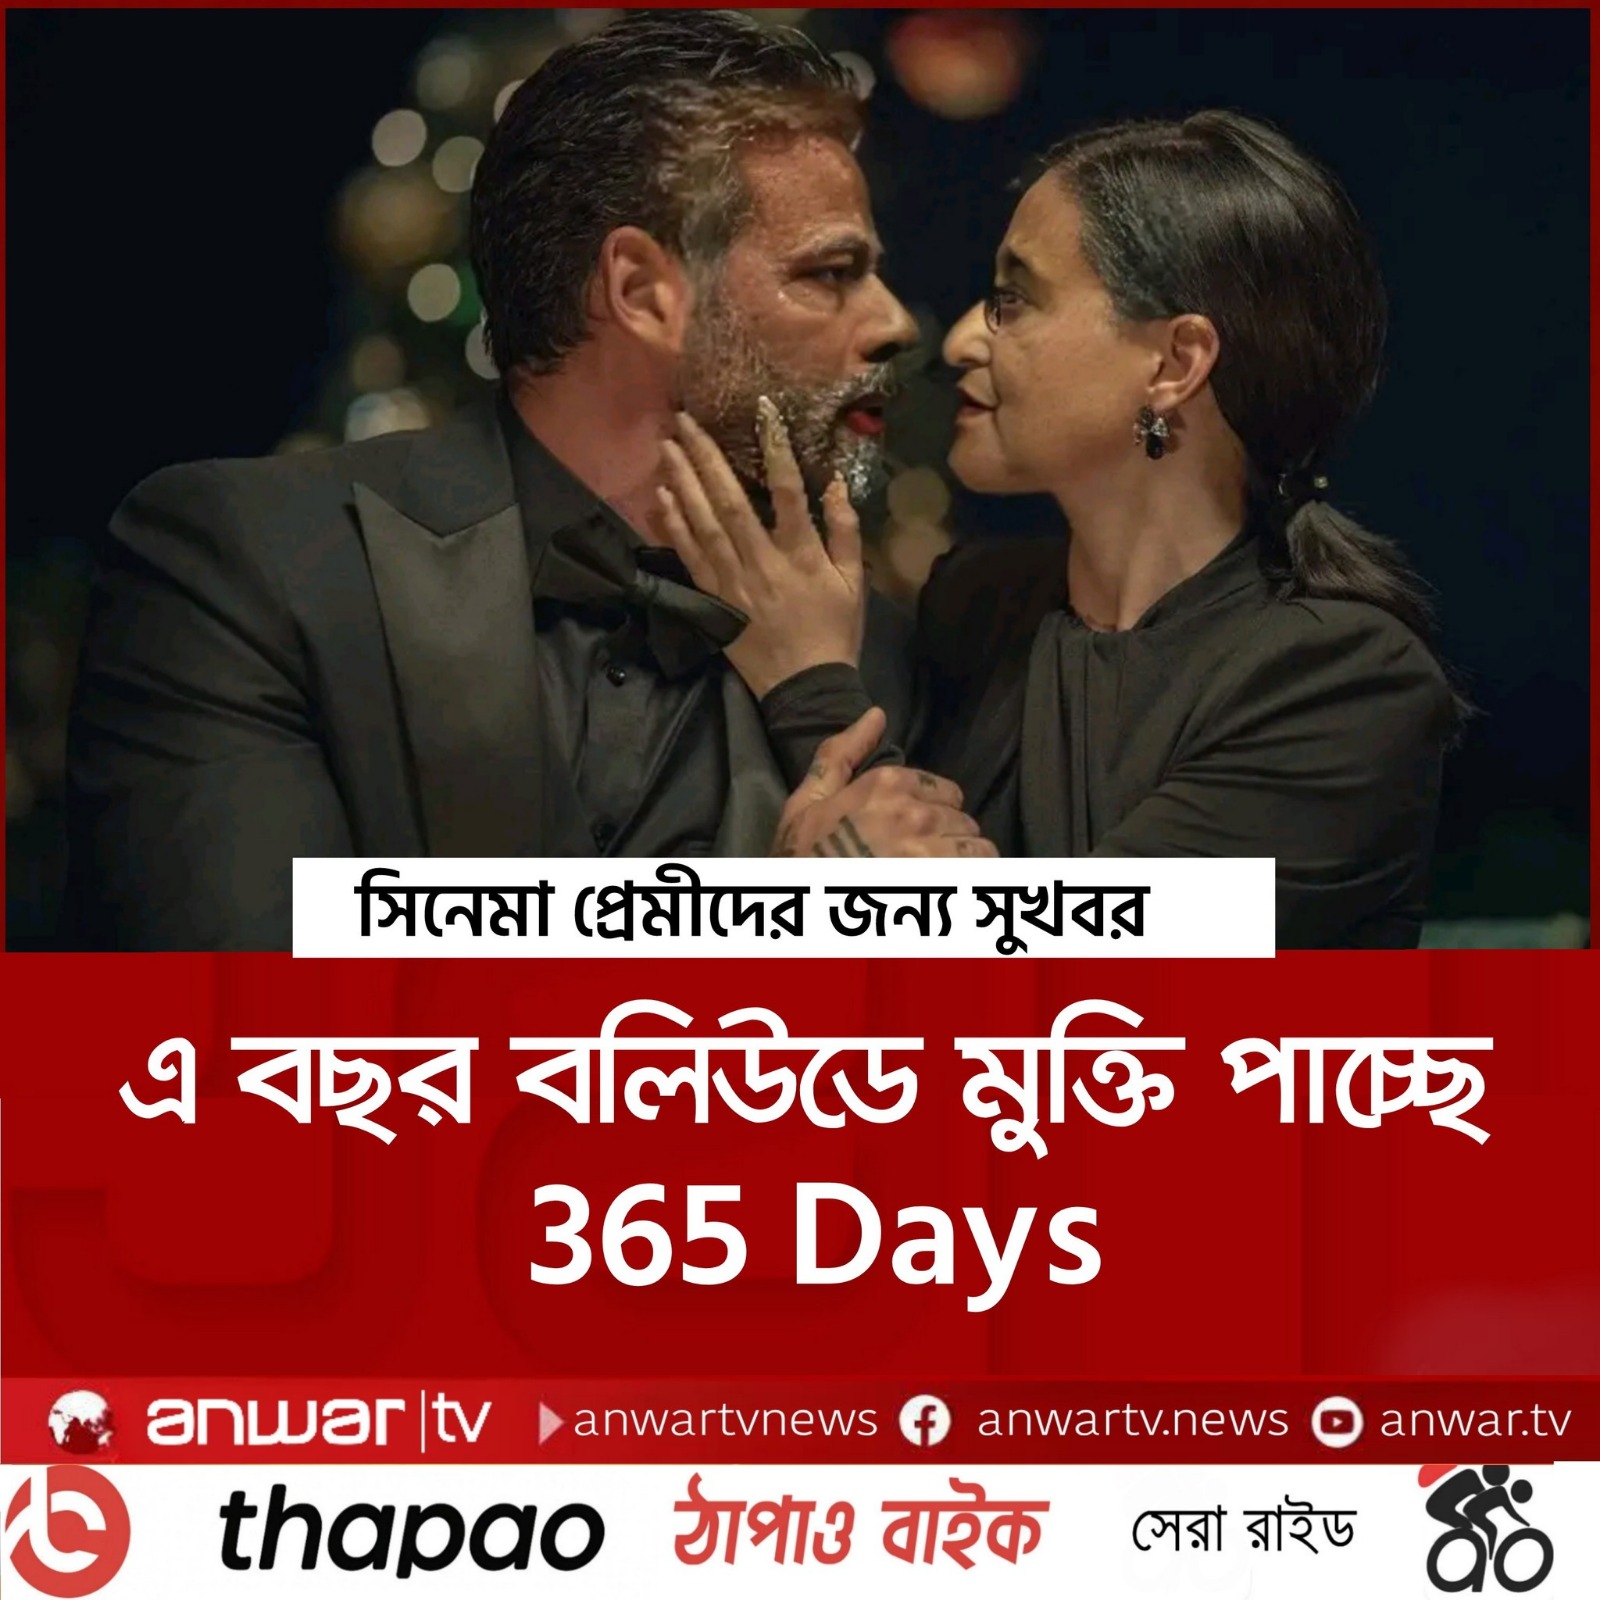 সিনেমা প্রেমীদের জন্য সুখবর
এ বছর বলিউডে মুক্তি পাচ্ছে
365 Days
anwar|tv anwartvnews anwartv.news anwar.tv
thapao ঠাপাও বাইক সেরা রাইড